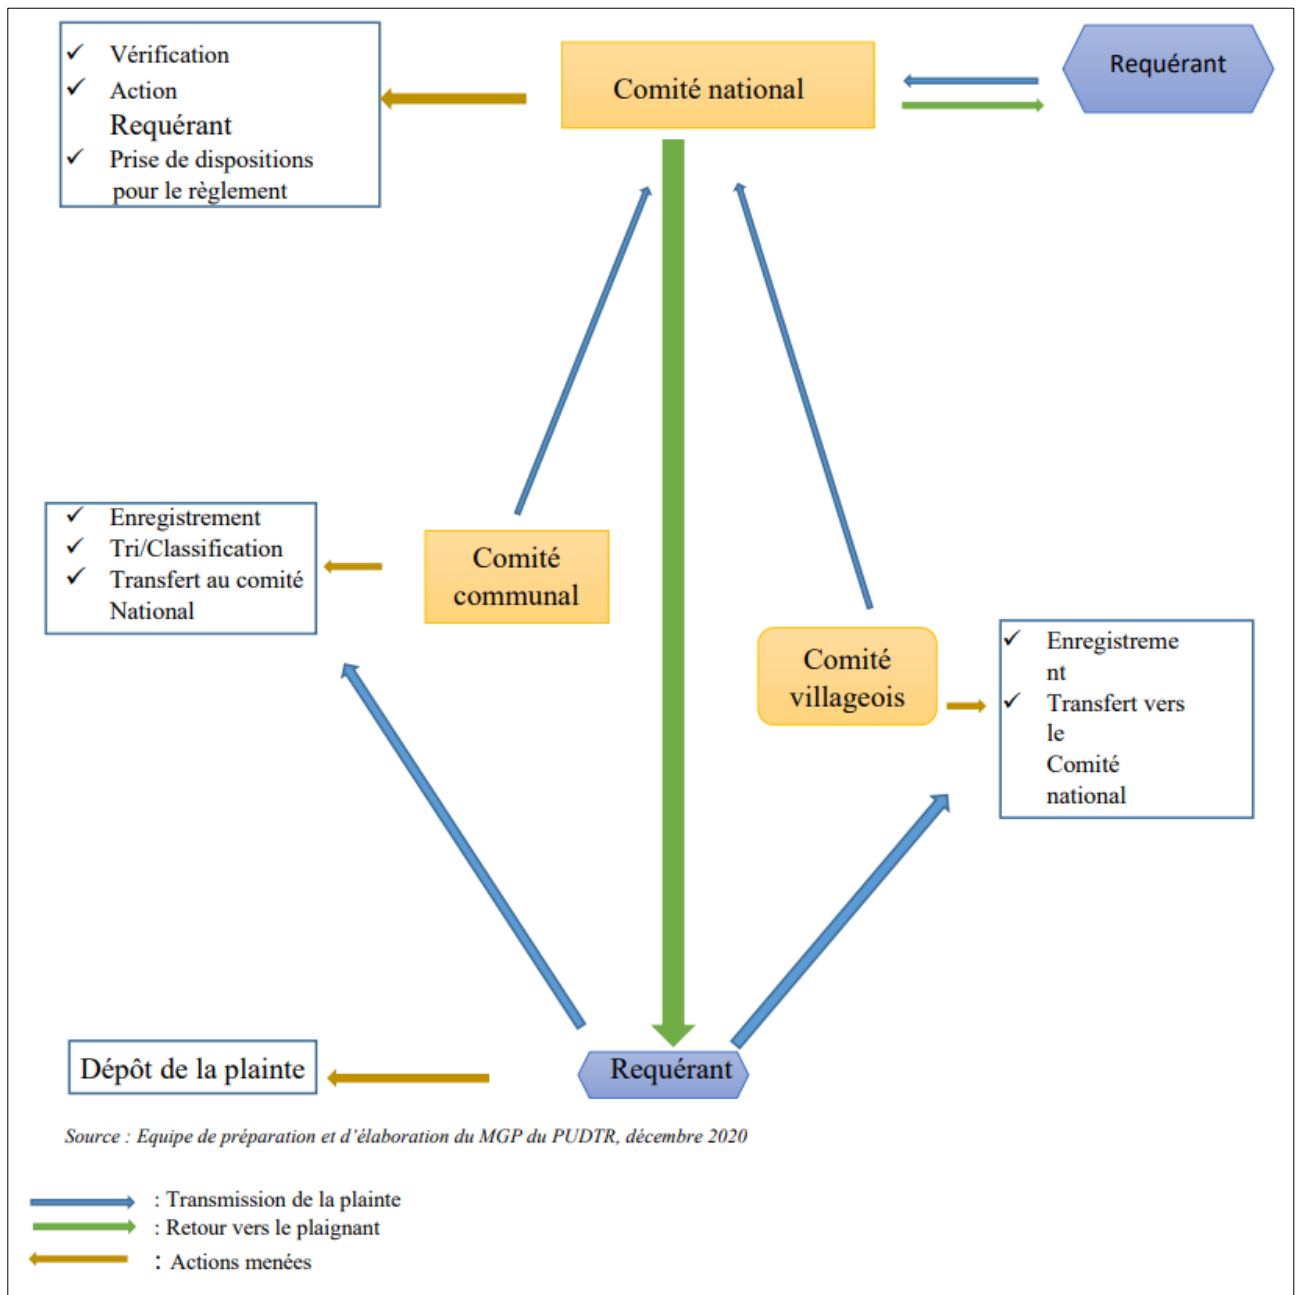 ✓ Vérification
✓ Action
Requérant
✓ Prise de dispositions
pour le règlement
Comité national
Requérant
✓ Enregistrement
✓ Tri/Classification
✓ Transfert au comité
National
Comité
communal
Comité
villageois
✓ Enregistreme
nt
✓ Transfert vers
le
Comité
national
Dépôt de la plainte
Requérant
Source : Equipe de préparation et d’élaboration du MGP du PUDTR, décembre 2020
: Transmission de la plainte
: Retour vers le plaignant
: Actions menées